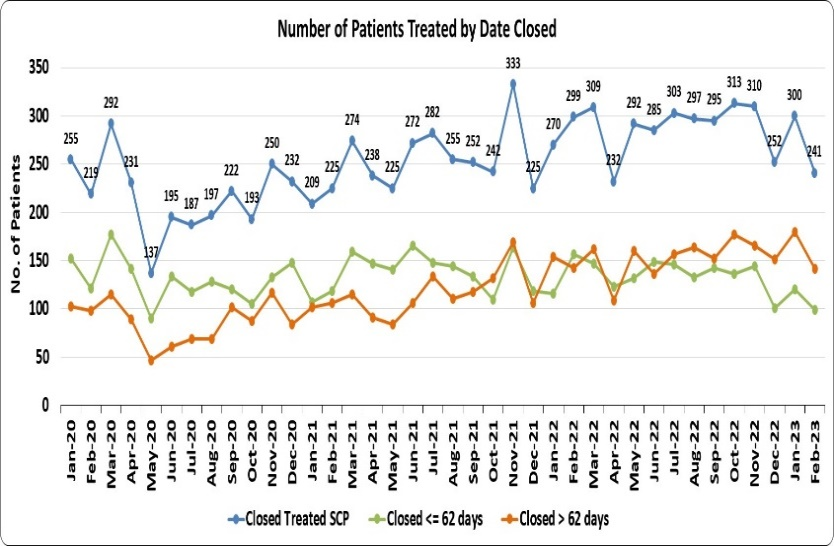 Number of Patients Treated by Date Closed
350
300
250
200
150
100
50
0
No. of Patients
255
219
292
231
137
195
187
197
222
193
250
232
209
225
274
238
225
272
282
255
252
242
333
225
270
299
309
232
292
285
303
297
295
313
310
252
300
241
Jan-20
Feb-20
Mar-20
Apr-20
May-20
Jun-20
Jul-20
Aug-20
Sep-20
Oct-20
Nov-20
Dec-20
Jan-21
Feb-21
Mar-21
Apr-21
May-21
Jun-21
Jul-21
Aug-21
Sep-21
Oct-21
Nov-21
Dec-21
Jan-22
Feb-22
Mar-22
Apr-22
May-22
Jun-22
Jul-22
Aug-22
Sep-22
Oct-22
Nov-22
Dec-22
Jan-23
Feb-23
Closed Treated SCP Closed <= 62 days Closed > 62 days